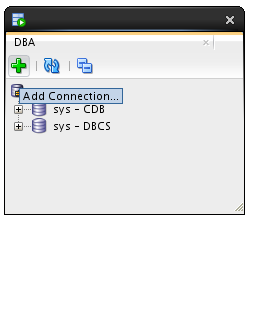 DBA
Add Connection...
sys - CDB
sys - DBCS